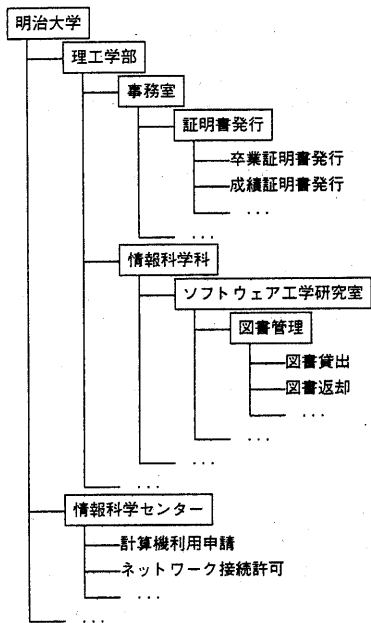 明治大学
理工学部
事務室
証明書発行
卒業証明書発行
成績証明書発行
...
...
情報科学科
ソフトウェア工学研究室
図書管理
図書貸出
図書返却
...
...
...
...
情報科学センター
計算機利用申請
ネットワーク接続許可
...
...